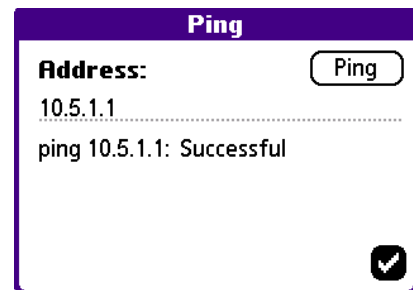 Ping
Address:
Ping
10.5.1.1
ping 10.5.1.1: Successful